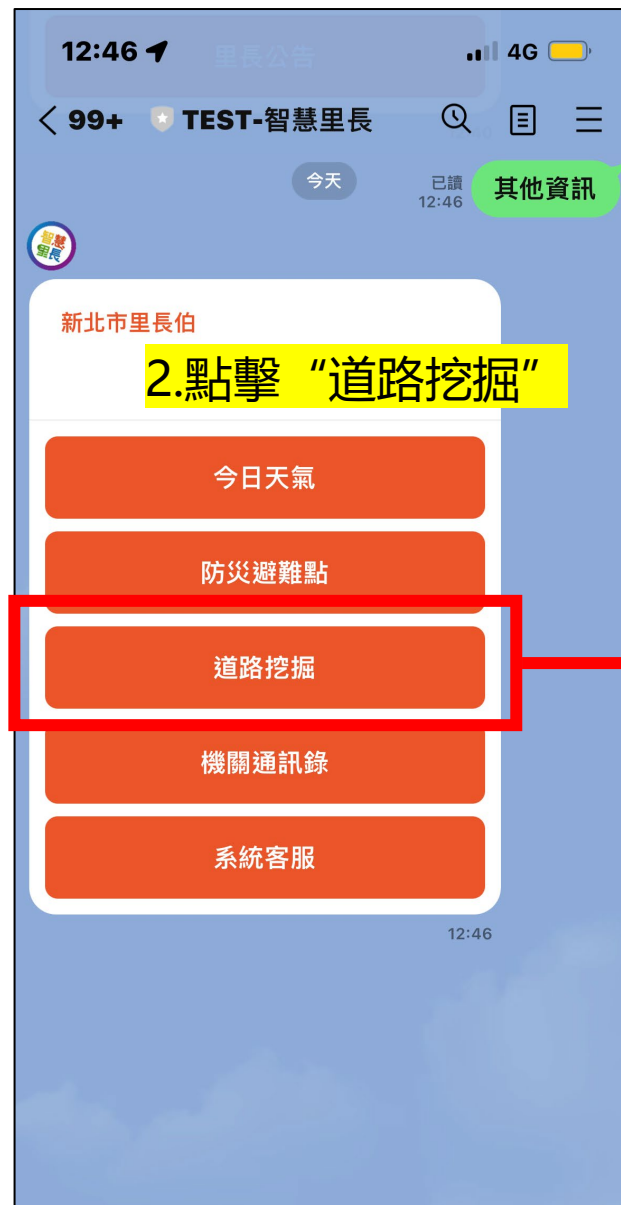 12:46
里長公告
4G
99+
TEST-智慧里長
今天
已讀
12:46
其他資訊
智慧
里長
新北市里長伯
2.點擊“道路挖掘”
今日天氣
防災避難點
道路挖掘
機關通訊錄
系統客服
12:46